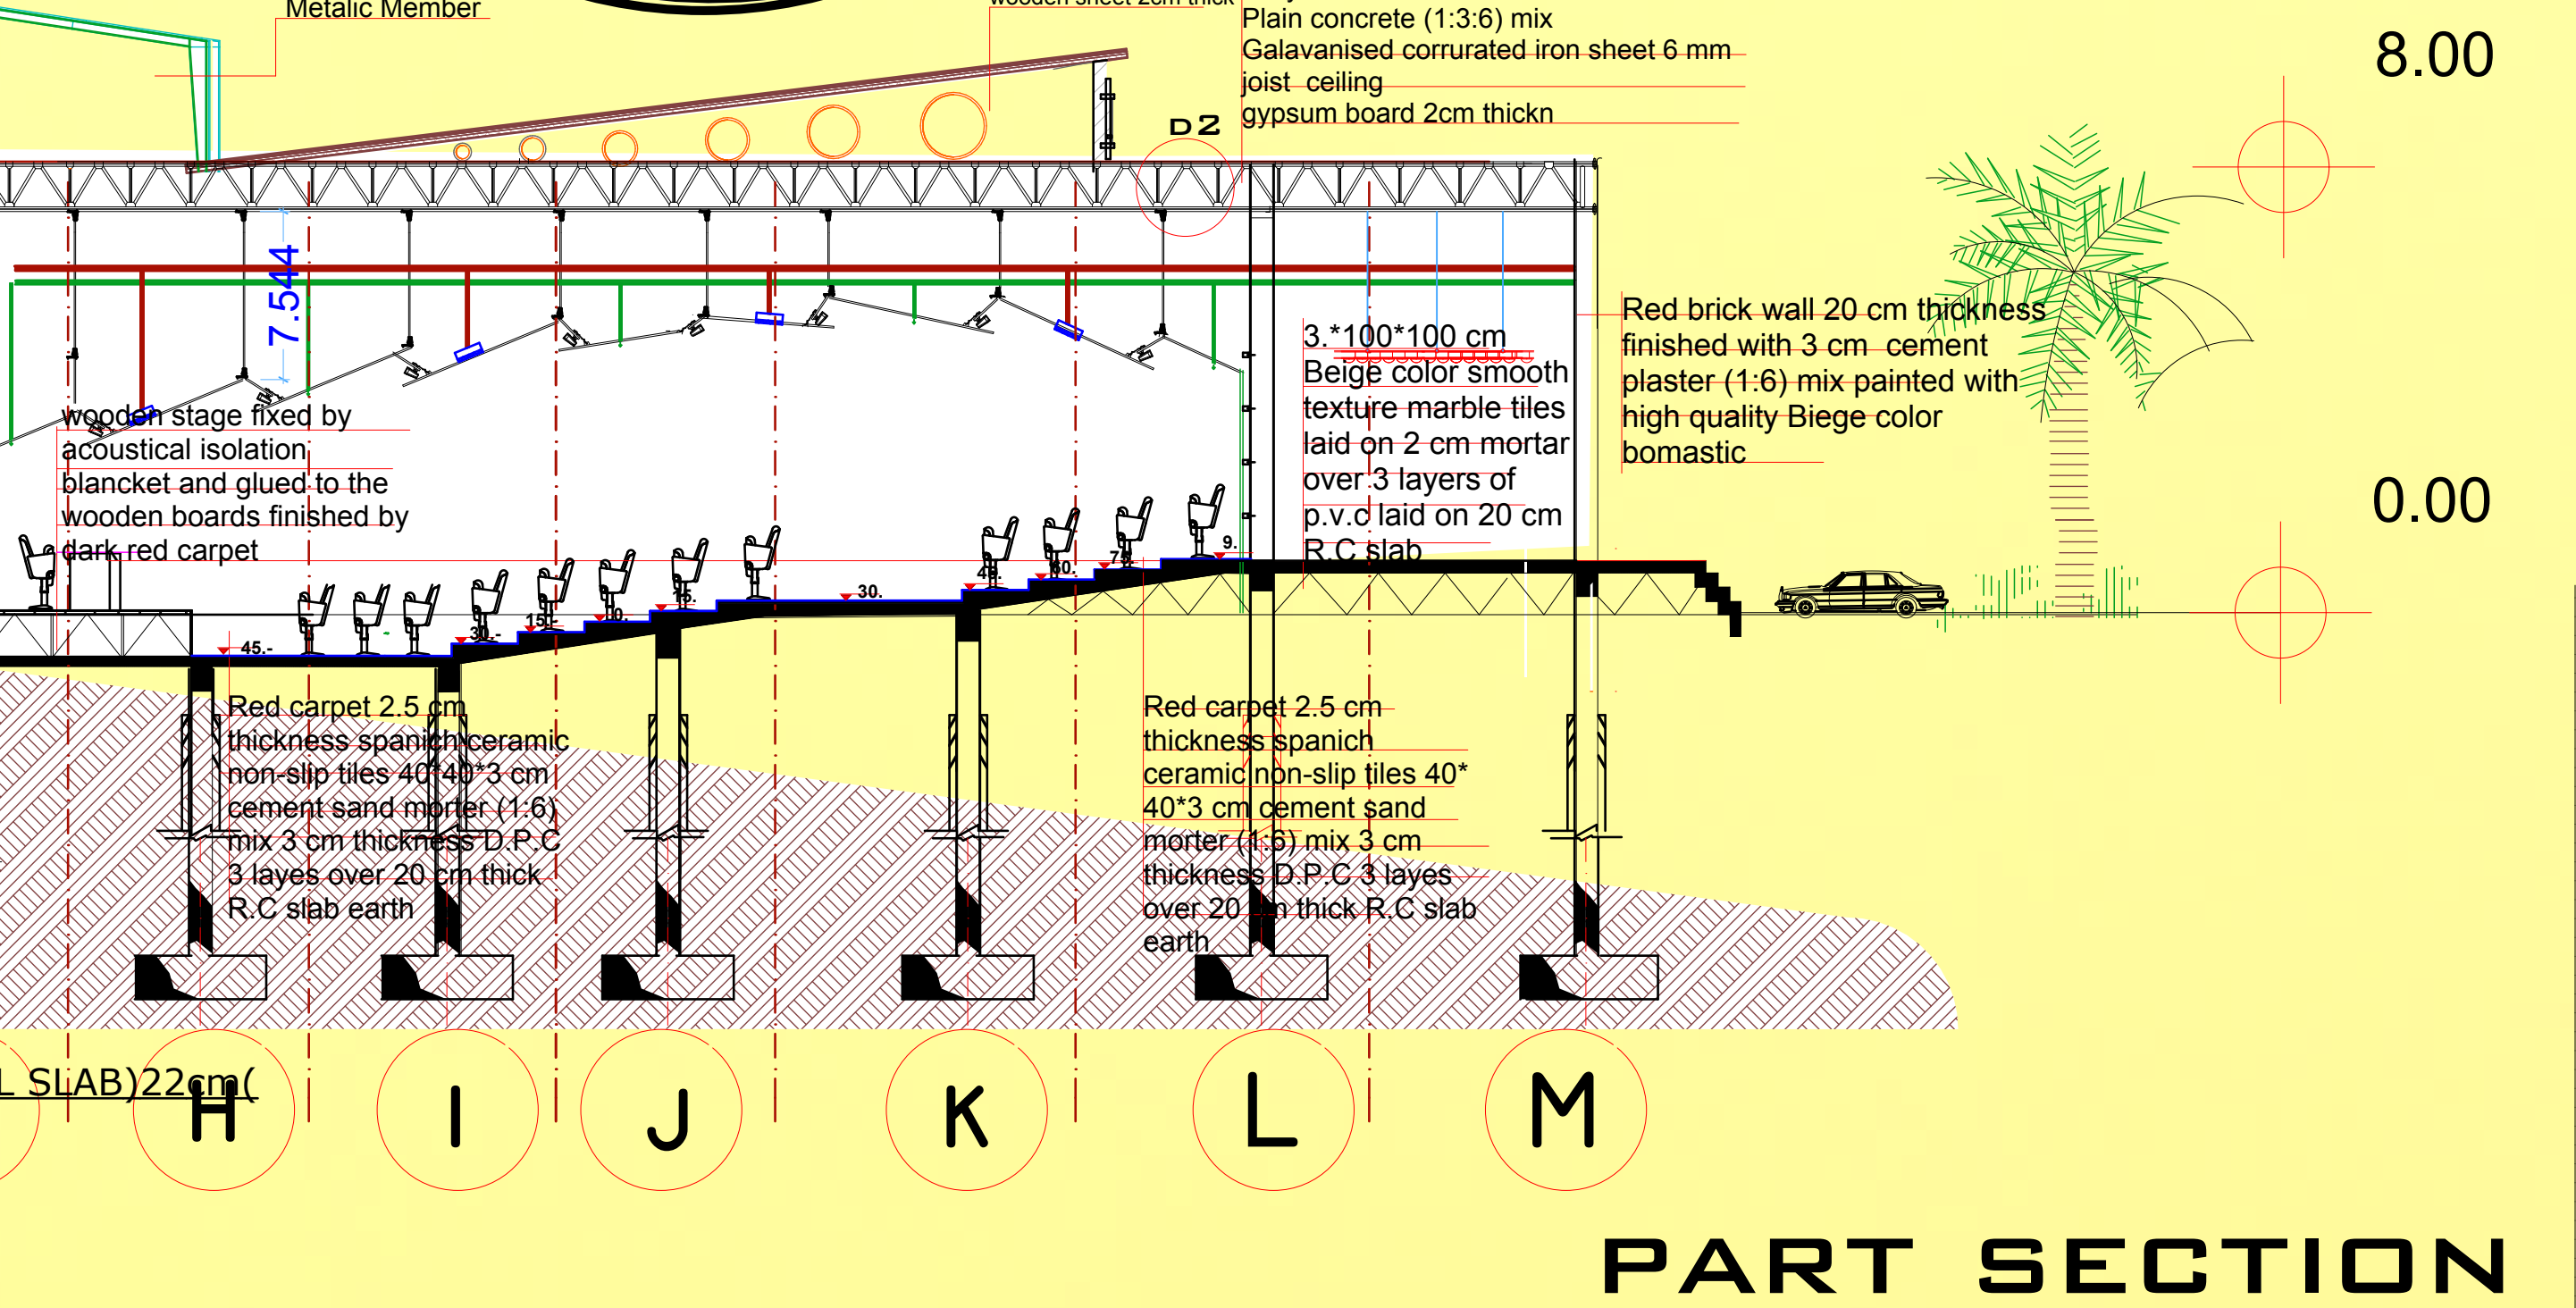 Metalic Member
wooden sheet 2cm thick
Plain concrete (1:3:6) mix
Galavanised corrurated iron sheet 6 mm
joist ceiling
gypsum board 2cm thickn
8.00
D2
7.544
Red brick wall 20 cm thickness
finished with 3 cm cement
plaster (1:6) mix painted with
high quality Biege color
bomastic
3.*100*100 cm
Beige color smooth
texture marble tiles
laid on 2 cm mortar
over 3 layers of
p.v.c laid on 20 cm
R.C slab
wooden stage fixed by
acoustical isolation
blancket and glued to the
wooden boards finished by
dark red carpet
0.00
9.
75.
60.
45.
30.
15.
0.
15.-
30.-
45.-
Red carpet 2.5 cm
thickness spanich ceramic
non-slip tiles 40*40*3 cm
cement sand morter (1:6)
mix 3 cm thickness D.P.C
3 layes over 20 cm thick
R.C slab earth
Red carpet 2.5 cm
thickness spanich
ceramic non-slip tiles 40*
40*3 cm cement sand
morter (1:6) mix 3 cm
thickness D.P.C 3 layes
over 20 cm thick R.C slab
earth
L SLAB)22cm(
H I J K L M
PART SECTION